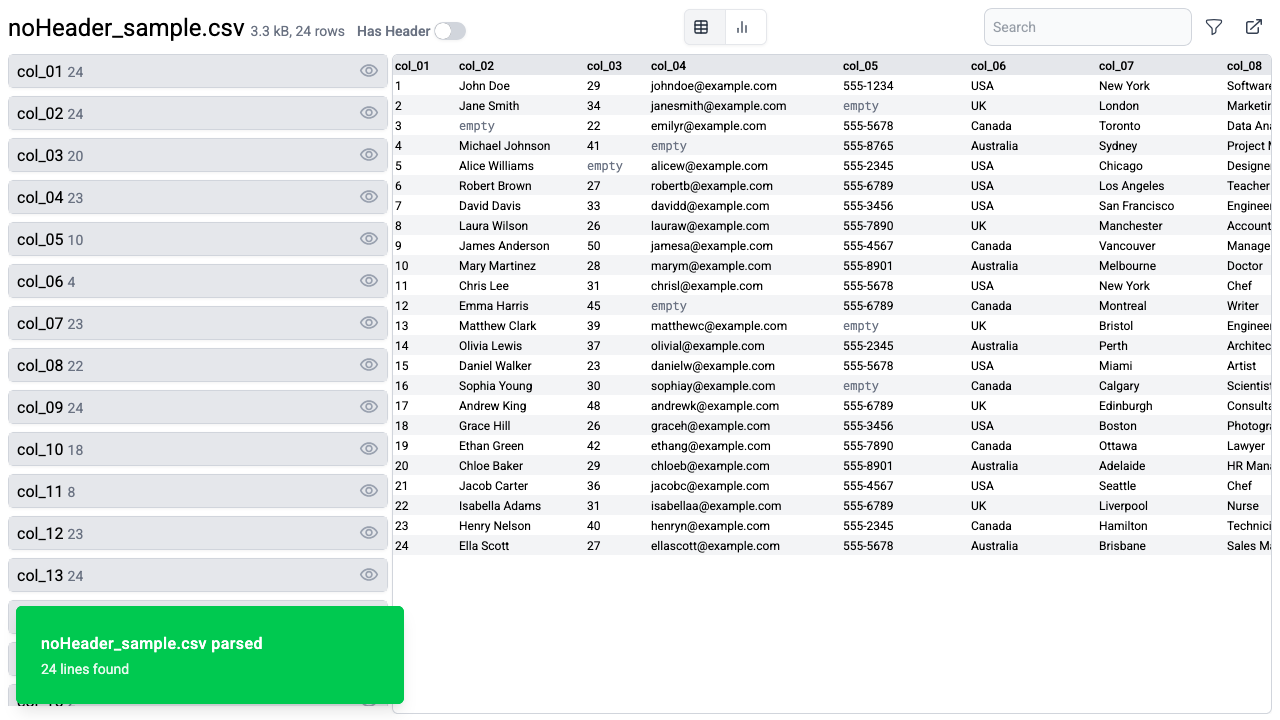 noHeader_sample.csv 3.3 kB, 24 rows Has Header Search
col_01 24
col_02 24
col_03 20
col_04 23
col_05 10
col_06 4
col_07 23
col_08 22
col_09 24
col_10 18
col_11 8
col_12 23
col_13 24
noHeader_sample.csv parsed
24 lines found
col_01 col_02 col_03 col_04 col_05 col_06 col_07 col_08
1 John Doe 29 johndoe@example.com 555-1234 USA New York Softwar
2 Jane Smith 34 janesmith@example.com empty UK London Marketin
3 empty 22 emilyr@example.com 555-5678 Canada Toronto Data Ana
4 Michael Johnson 41 empty 555-8765 Australia Sydney Project M
5 Alice Williams empty alicew@example.com 555-2345 USA Chicago Designe
6 Robert Brown 27 robertb@example.com 555-6789 USA Los Angeles Teacher
7 David Davis 33 davidd@example.com 555-3456 USA San Francisco Enginee
8 Laura Wilson 26 lauraw@example.com 555-7890 UK Manchester Account
9 James Anderson 50 jamesa@example.com 555-4567 Canada Vancouver Manage
10 Mary Martinez 28 marym@example.com 555-8901 Australia Melbourne Doctor
11 Chris Lee 31 chrisl@example.com 555-5678 USA New York Chef
12 Emma Harris 45 empty 555-6789 Canada Montreal Writer
13 Matthew Clark 39 matthewc@example.com empty UK Bristol Enginee
14 Olivia Lewis 37 olivial@example.com 555-2345 Australia Perth Architec
15 Daniel Walker 23 danielw@example.com 555-5678 USA Miami Artist
16 Sophia Young 30 sophiay@example.com empty Canada Calgary Scientist
17 Andrew King 48 andrewk@example.com 555-6789 UK Edinburgh Consulta
18 Grace Hill 26 graceh@example.com 555-3456 USA Boston Photogra
19 Ethan Green 42 ethang@example.com 555-7890 Canada Ottawa Lawyer
20 Chloe Baker 29 chloeb@example.com 555-8901 Australia Adelaide HR Mana
21 Jacob Carter 36 jacobc@example.com 555-4567 USA Seattle Chef
22 Isabella Adams 31 isabellaa@example.com 555-6789 UK Liverpool Nurse
23 Henry Nelson 40 henryn@example.com 555-2345 Canada Hamilton Technici
24 Ella Scott 27 ellascott@example.com 555-5678 Australia Brisbane Sales Ma